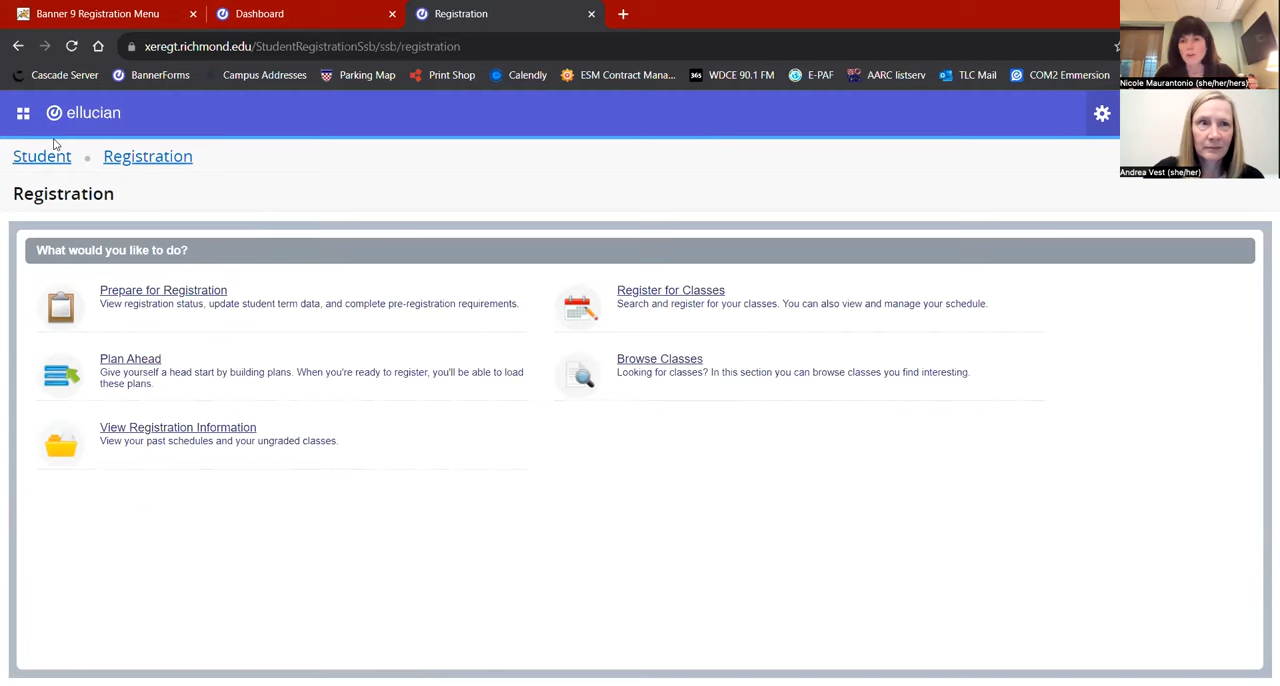 Banner 9 Registration Menu
Dashboard
Registration
xeregt.richmond.edu/StudentRegistrationSsb/ssb/registration
Cascade Server
BannerForms
Campus Addresses
Parking Map
Print Shop
Calendly
ESM Contract Mana...
365 WDCE 90.1 FM
E-PAF
AARC listserv
TLC Mail
COM2 Emmersion
ellucian
Student
Registration
Registration
What would you like to do?
Prepare for Registration
View registration status, update student term data, and complete pre-registration requirements.
Register for Classes
Search and register for your classes. You can also view and manage your schedule.
Plan Ahead
Give yourself a head start by building plans. When you're ready to register, you'll be able to load
these plans.
Browse Classes
Looking for classes? In this section you can browse classes you find interesting.
View Registration Information
View your past schedules and your ungraded classes.
Nicole Maurantonio (she/her/hers)
Andrea Vest (she/her)